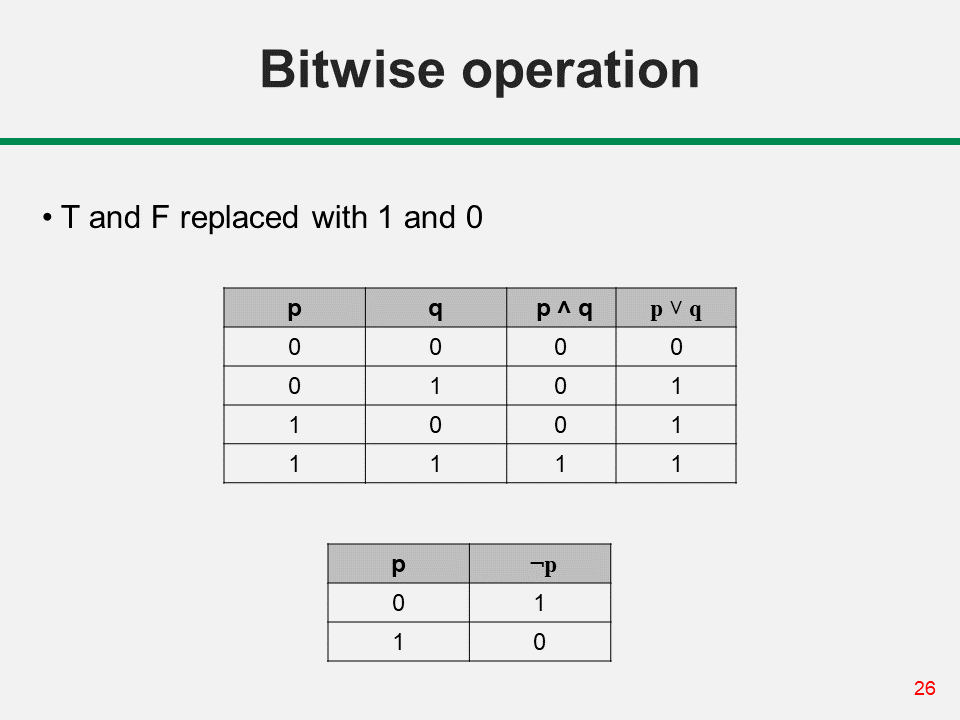 Bitwise operation
• T and F replaced with 1 and 0
p q p ˄ q p ˅ q
0 0 0 0
0 1 0 1
1 0 0 1
1 1 1 1
p ¬p
0 1
1 0
26